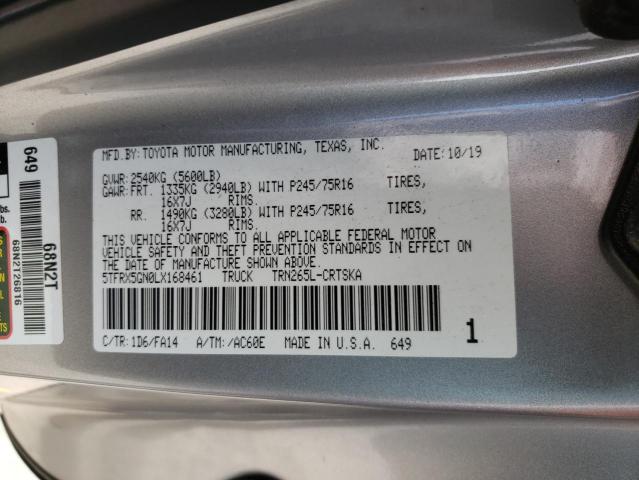 MFD.BY:TOYOTA MOTOR MANUFACTURING, TEXAS, INC.
DATE:10/19
GVWR:2540KG (5600LB)
GAWR:FRT. 1335KG (2940LB) WITH P245/75R16 TIRES,
16X7J RIMS.
RR. 1490KG (3280LB) WITH P245/75R16 TIRES,
16X7J RIMS.
THIS VEHICLE CONFORMS TO ALL APPLICABLE FEDERAL MOTOR
VEHICLE SAFETY AND THEFT PREVENTION STANDARDS IN EFFECT ON
THE DATE OF MANUFACTURE SHOWN ABOVE.
5TFRX5GN0LX168461 TRUCK TRN265L-CRTSKA
C/TR:1D6/FA14 A/TM:/AC60E MADE IN U.S.A. 649
1
649
68N2T
68N2T26816
lbs.
lb.